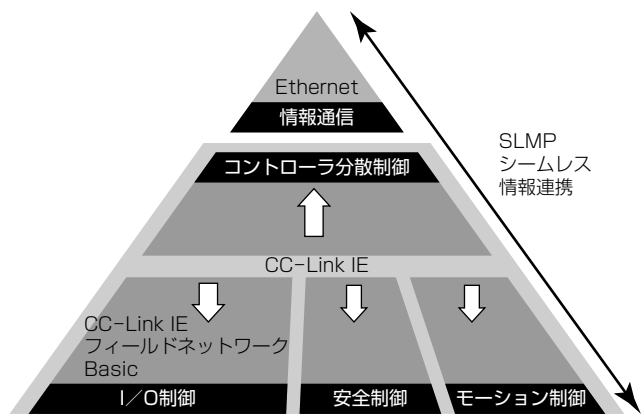 Ethernet
情報通信
SLMP
シームレス
情報連携
コントローラ分散制御
CC-Link IE
CC-Link IE
フィールドネットワーク
Basic
I/O制御
安全制御
モーション制御